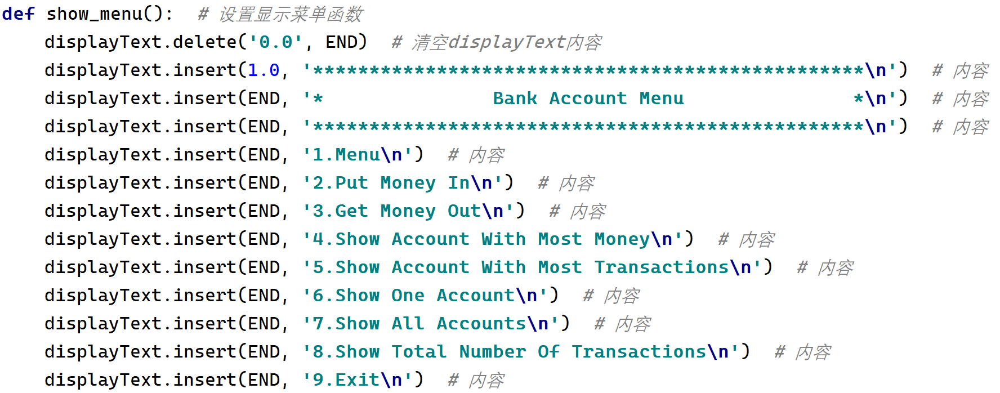 def show_menu():  # 设置显示菜单函数
    displayText.delete('0.0', END)  # 清空displayText内容
    displayText.insert(1.0, '*************************************************\n')  # 内容
    displayText.insert(END, '*               Bank Account Menu               *\n')  # 内容
    displayText.insert(END, '*************************************************\n')  # 内容
    displayText.insert(END, '1.Menu\n')  # 内容
    displayText.insert(END, '2.Put Money In\n')  # 内容
    displayText.insert(END, '3.Get Money Out\n')  # 内容
    displayText.insert(END, '4.Show Account With Most Money\n')  # 内容
    displayText.insert(END, '5.Show Account With Most Transactions\n')  # 内容
    displayText.insert(END, '6.Show One Account\n')  # 内容
    displayText.insert(END, '7.Show All Accounts\n')  # 内容
    displayText.insert(END, '8.Show Total Number Of Transactions\n')  # 内容
    displayText.insert(END, '9.Exit\n')  # 内容